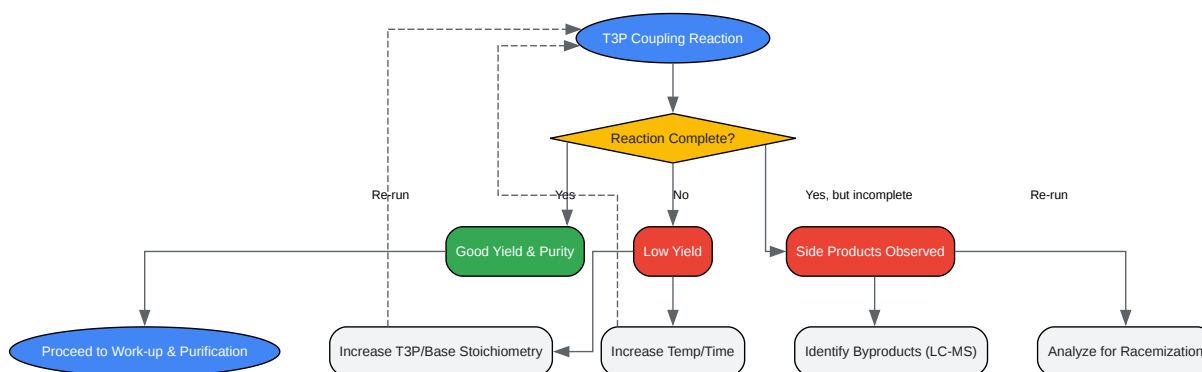 T3P Coupling Reaction
Reaction Complete?
Re-run
Yes
No
Yes, but incomplete
Re-run
Good Yield & Purity
Low Yield
Side Products Observed
Proceed to Work-up & Purification
Increase T3P/Base Stoichiometry
Increase Temp/Time
Identify Byproducts (LC-MS)
Analyze for Racemization